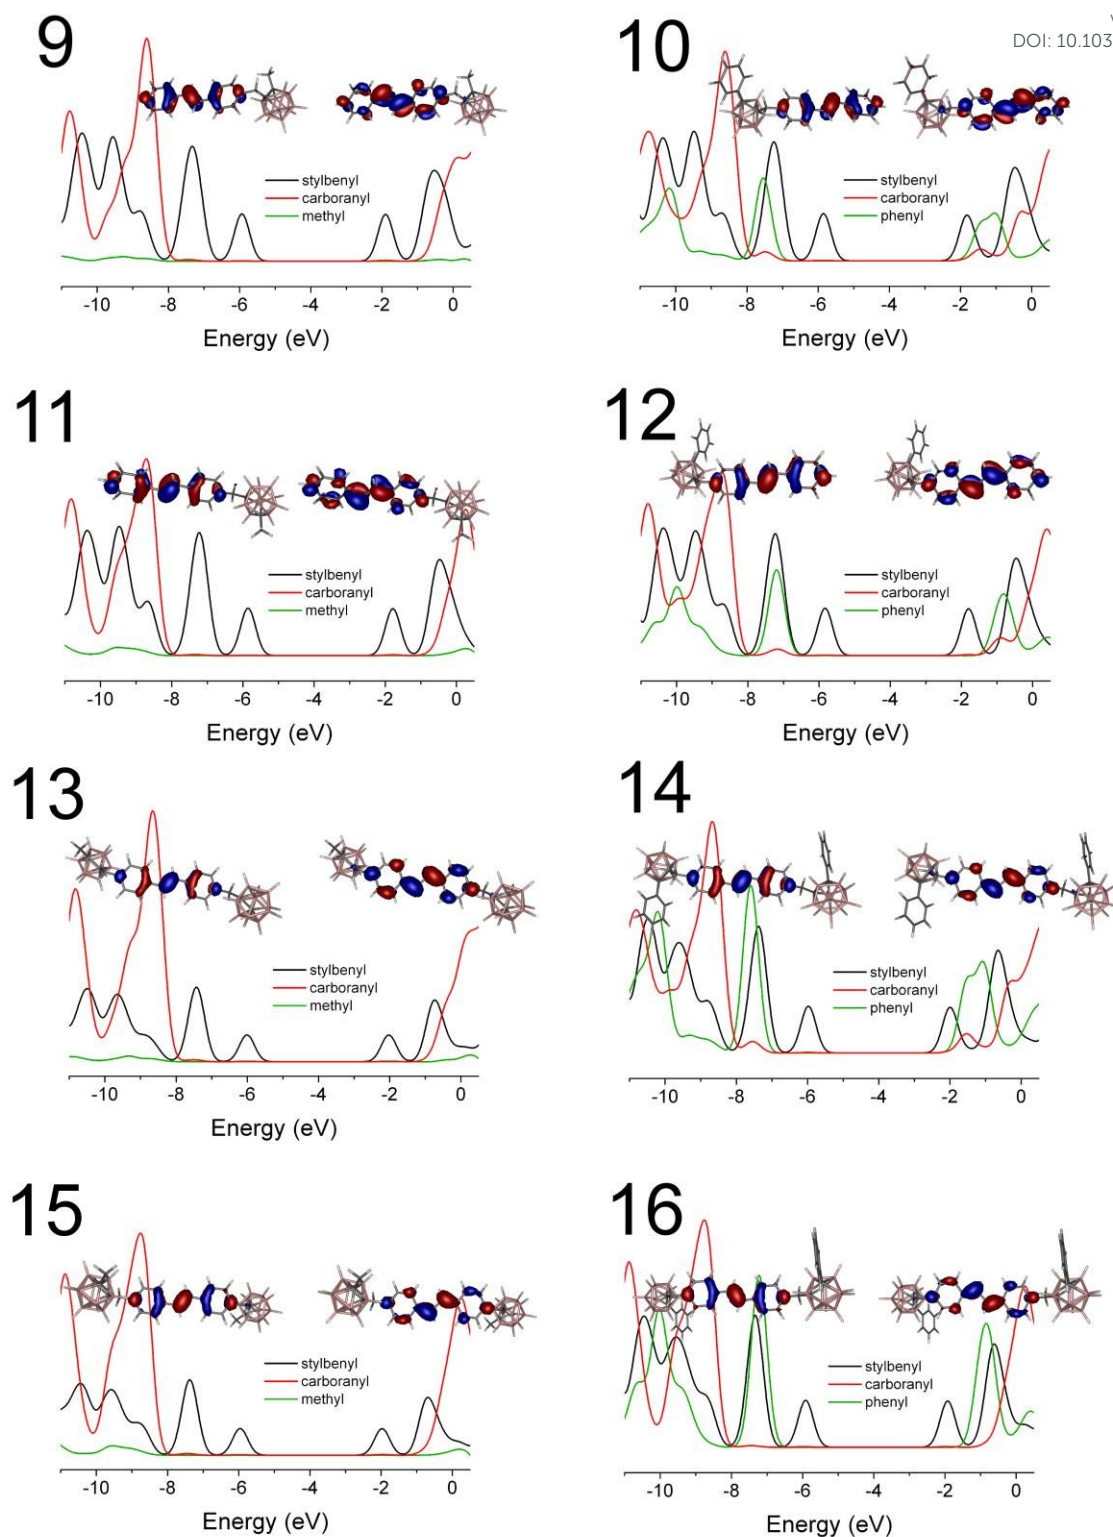 9
stylbenyl
carboranyl
methyl
-10 -8 -6 -4 -2 0
Energy (eV)
10
DOI: 10.103
stylbenyl
carboranyl
phenyl
-10 -8 -6 -4 -2 0
Energy (eV)
11
stylbenyl
carboranyl
methyl
-10 -8 -6 -4 -2 0
Energy (eV)
12
stylbenyl
carboranyl
phenyl
-10 -8 -6 -4 -2 0
Energy (eV)
13
stylbenyl
carboranyl
methyl
-10 -8 -6 -4 -2 0
Energy (eV)
14
stylbenyl
carboranyl
phenyl
-10 -8 -6 -4 -2 0
Energy (eV)
15
stylbenyl
carboranyl
methyl
-10 -8 -6 -4 -2 0
Energy (eV)
16
stylbenyl
carboranyl
phenyl
-10 -8 -6 -4 -2 0
Energy (eV)